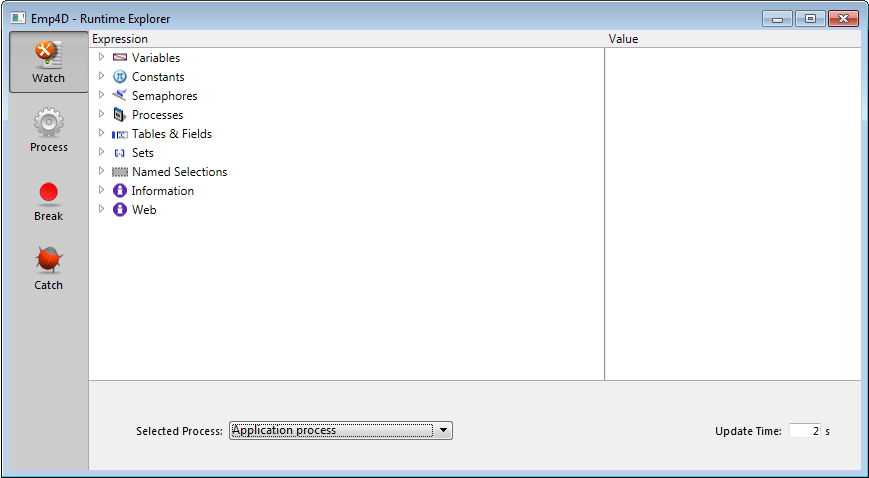 Emp4D - Runtime Explorer
Expression Value
Watch
Process
Break
Catch
Variables
Constants
Semaphores
Processes
Tables & Fields
Sets
Named Selections
Information
Web
Selected Process: Application process Update Time: 2 s